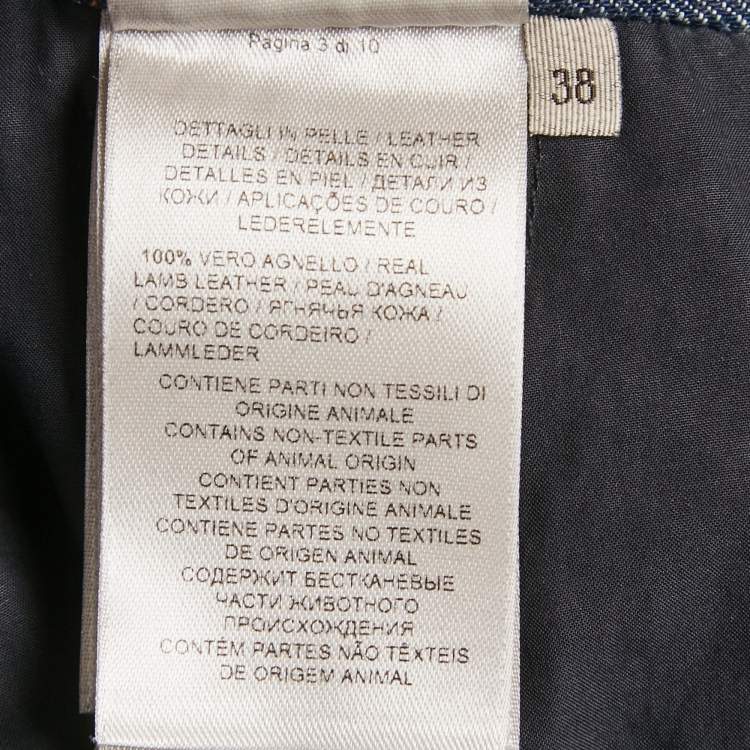 Pagina 3 di 10
38
DETTAGLI IN PELLE / LEATHER
DETAILS / DÉTAILS EN CUIR /
DETALLES EN PIEL / ДЕТАЛИ ИЗ
КОЖИ / APLICAÇÕES DE COURO /
LEDERELEMENTE
100% VERO AGNELLO / REAL
LAMB LEATHER / PEAU D'AGNEAU
/ CORDERO / ЯГНЯЧЬЯ КОЖА /
COURO DE CORDEIRO /
LAMMLEDER
CONTIENE PARTI NON TESSILI DI
ORIGINE ANIMALE
CONTAINS NON-TEXTILE PARTS
OF ANIMAL ORIGIN
CONTIENT PARTIES NON
TEXTILES D'ORIGINE ANIMALE
CONTIENE PARTES NO TEXTILES
DE ORIGEN ANIMAL
СОДЕРЖИТ БЕСТКАНЕВЫЕ
ЧАСТИ ЖИВОТНОГО
ПРОИСХОЖДЕНИЯ
CONTÉM PARTES NÃO TÊXTEIS
DE ORIGEM ANIMAL